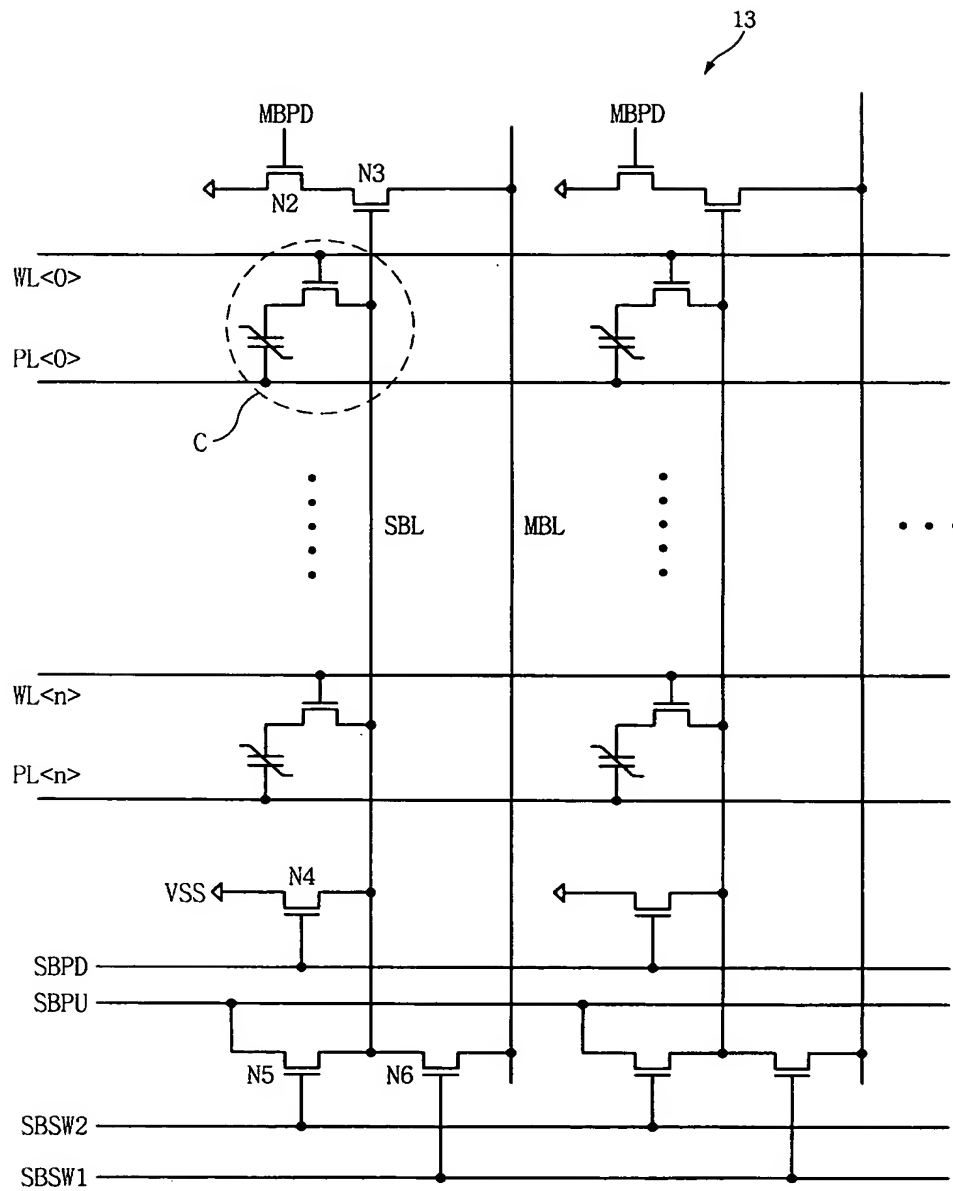 13
MBPD MBPD
N3
N2
WL<0>
PL<0>
C
SBL MBL
WL<n>
PL<n>
N4
VSS
SBPD
SBPU
N5 N6
SBSW2
SBSW1